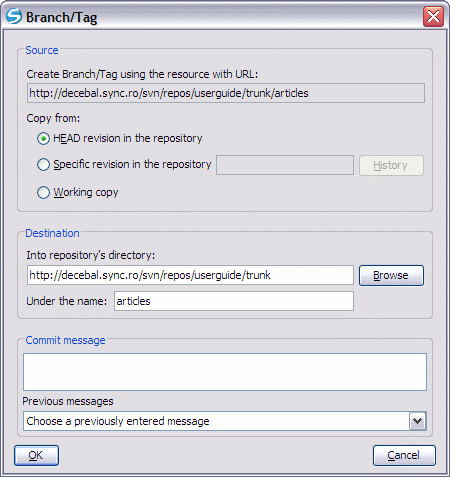 Branch/Tag
Source
Create Branch/Tag using the resource with URL:
http://decebal.sync.ro/svn/repos/userguide/trunk/articles
Copy from:
HEAD revision in the repository
Specific revision in the repository
History
Working copy
Destination
Into repository's directory:
http://decebal.sync.ro/svn/repos/userguide/trunk
Browse
Under the name:
articles
Commit message
Previous messages
Choose a previously entered message
OK
Cancel